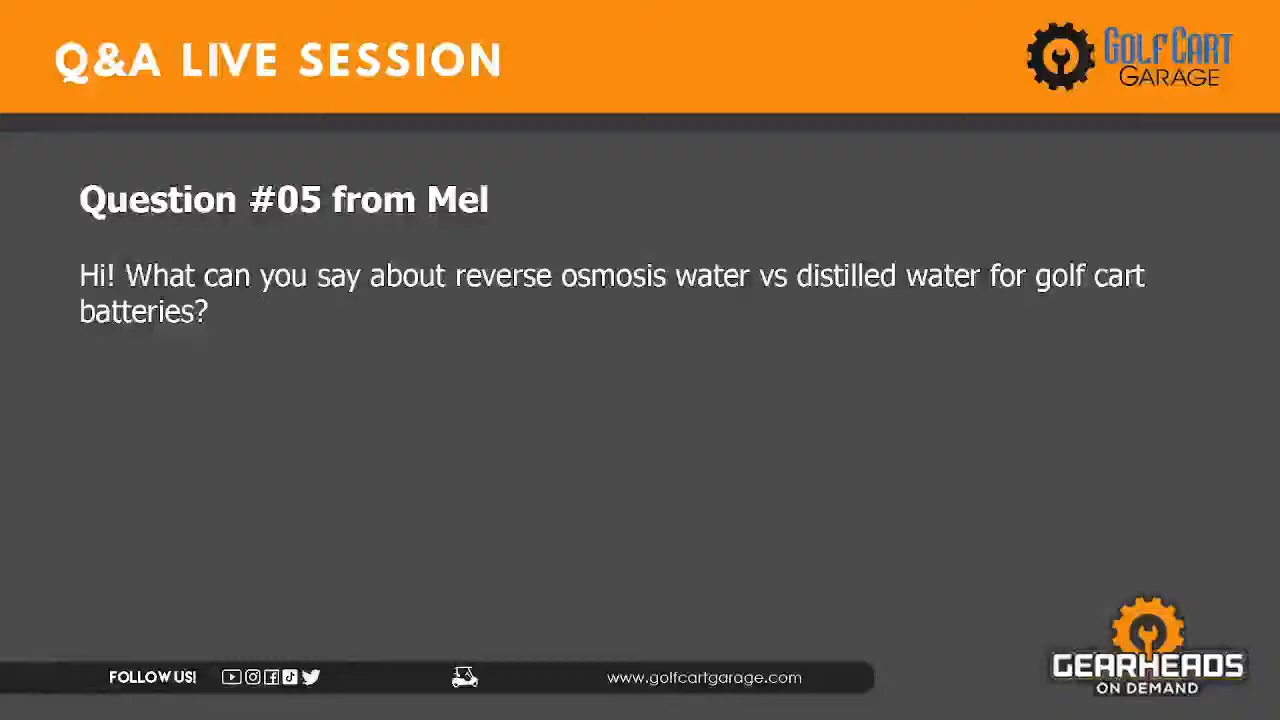 Q&A LIVE SESSION
GOLF CART
GARAGE
Question #05 from Mel
Hi! What can you say about reverse osmosis water vs distilled water for golf cart
batteries?
FOLLOW US!
www.golfcartgarage.com
GEARHEADS
ON DEMAND